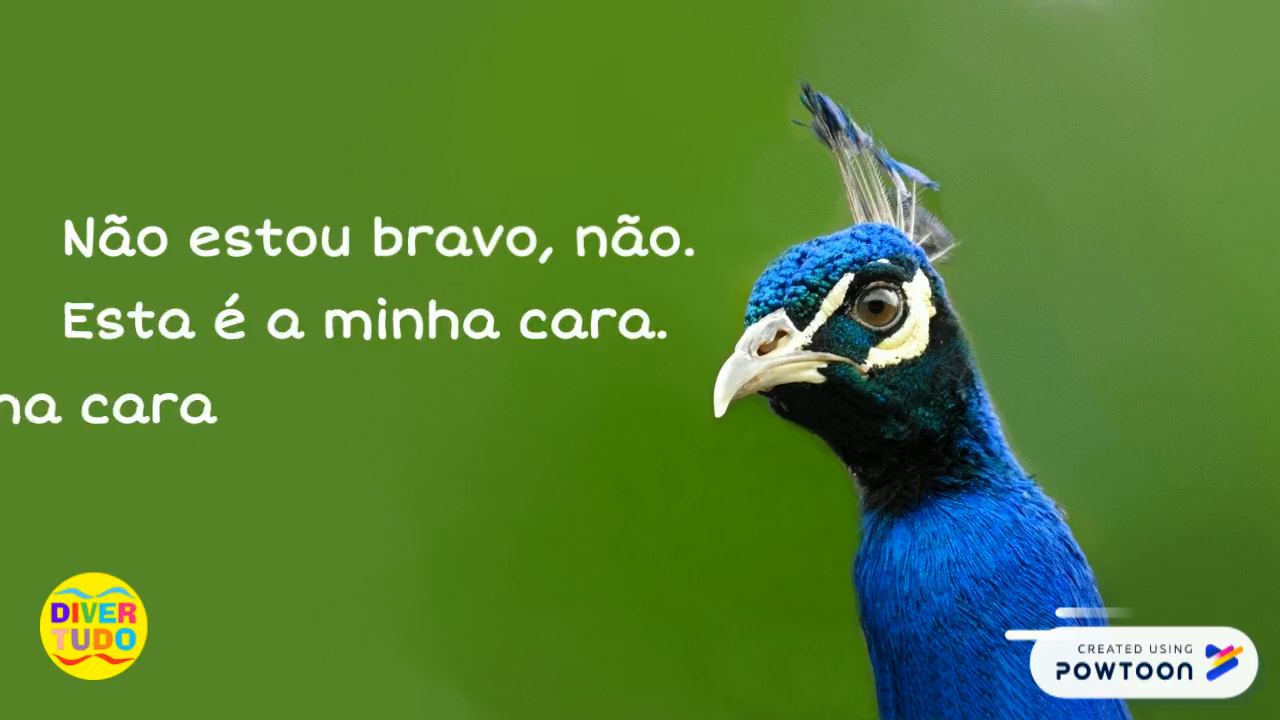 Não estou bravo, não.
Esta é a minha cara.
na cara
DIVER
TUDO
CREATED USING
POWTOON